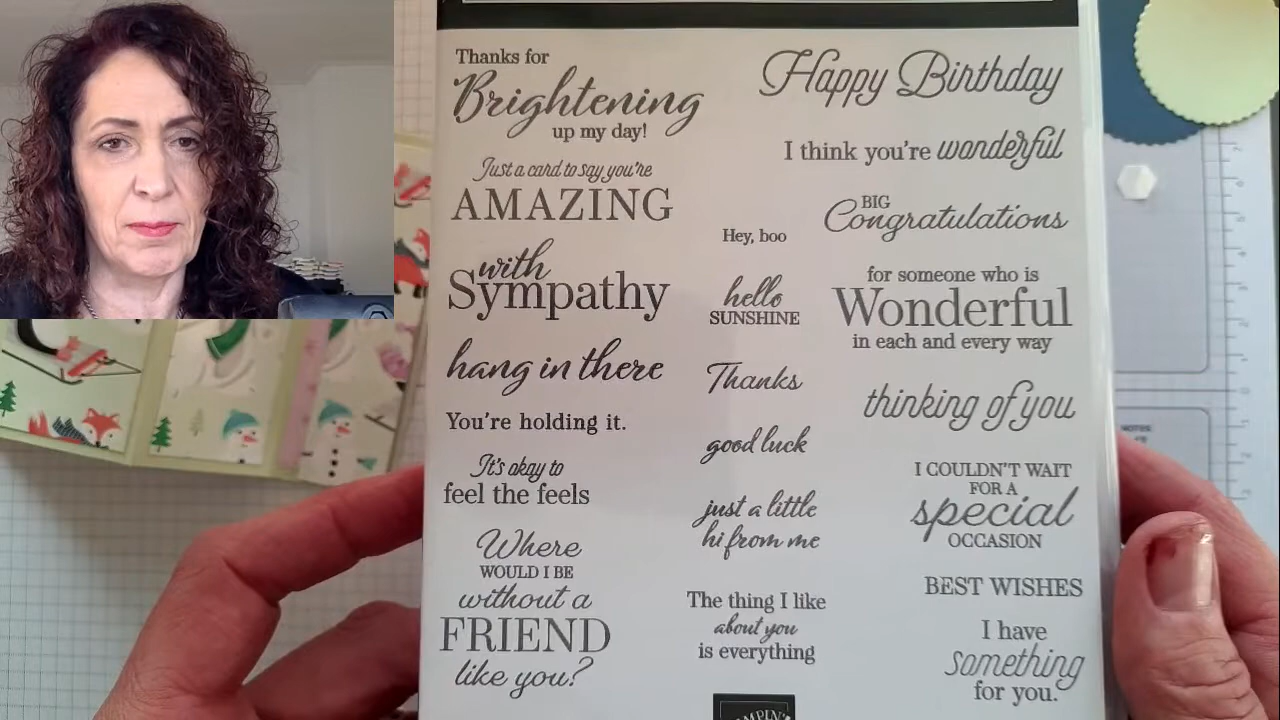 Thanks for
Brightening
up my day!
Just a card to say you're
AMAZING
with
Sympathy
hang in there
You're holding it.
It's okay to
feel the feels
Where
WOULD I BE
without a
FRIEND
like you?
Hey, boo
hello
SUNSHINE
Thanks
good luck
just a little
hi from me
The thing I like
about you
is everything
Happy Birthday
I think you're wonderful
BIG
Congratulations
for someone who is
Wonderful
in each and every way
thinking of you
I COULDN'T WAIT
FOR A
special
OCCASION
BEST WISHES
I have
something
for you.
NOTES